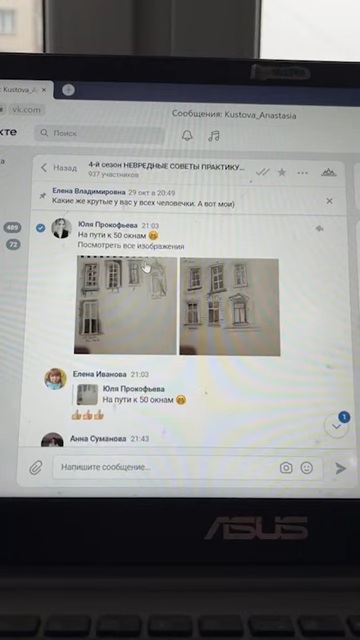 Kustova_A
vk.com
Сообщения: Kustova_Anastasia
Поиск
Назад
4-й сезон НЕВРЕДНЫЕ СОВЕТЫ ПРАКТИКУ...
937 участников
Елена Владимировна 29 окт в 20:49
Какие же крутые у вас у всех человечки. А вот мои)
489
72
Юля Прокофьева 21:03
На пути к 50 окнам
Посмотреть все изображения
Елена Иванова 21:03
Юля Прокофьева
На пути к 50 окнам
Анна Суманова 21:43
1
Напишите сообщение...
ASUS